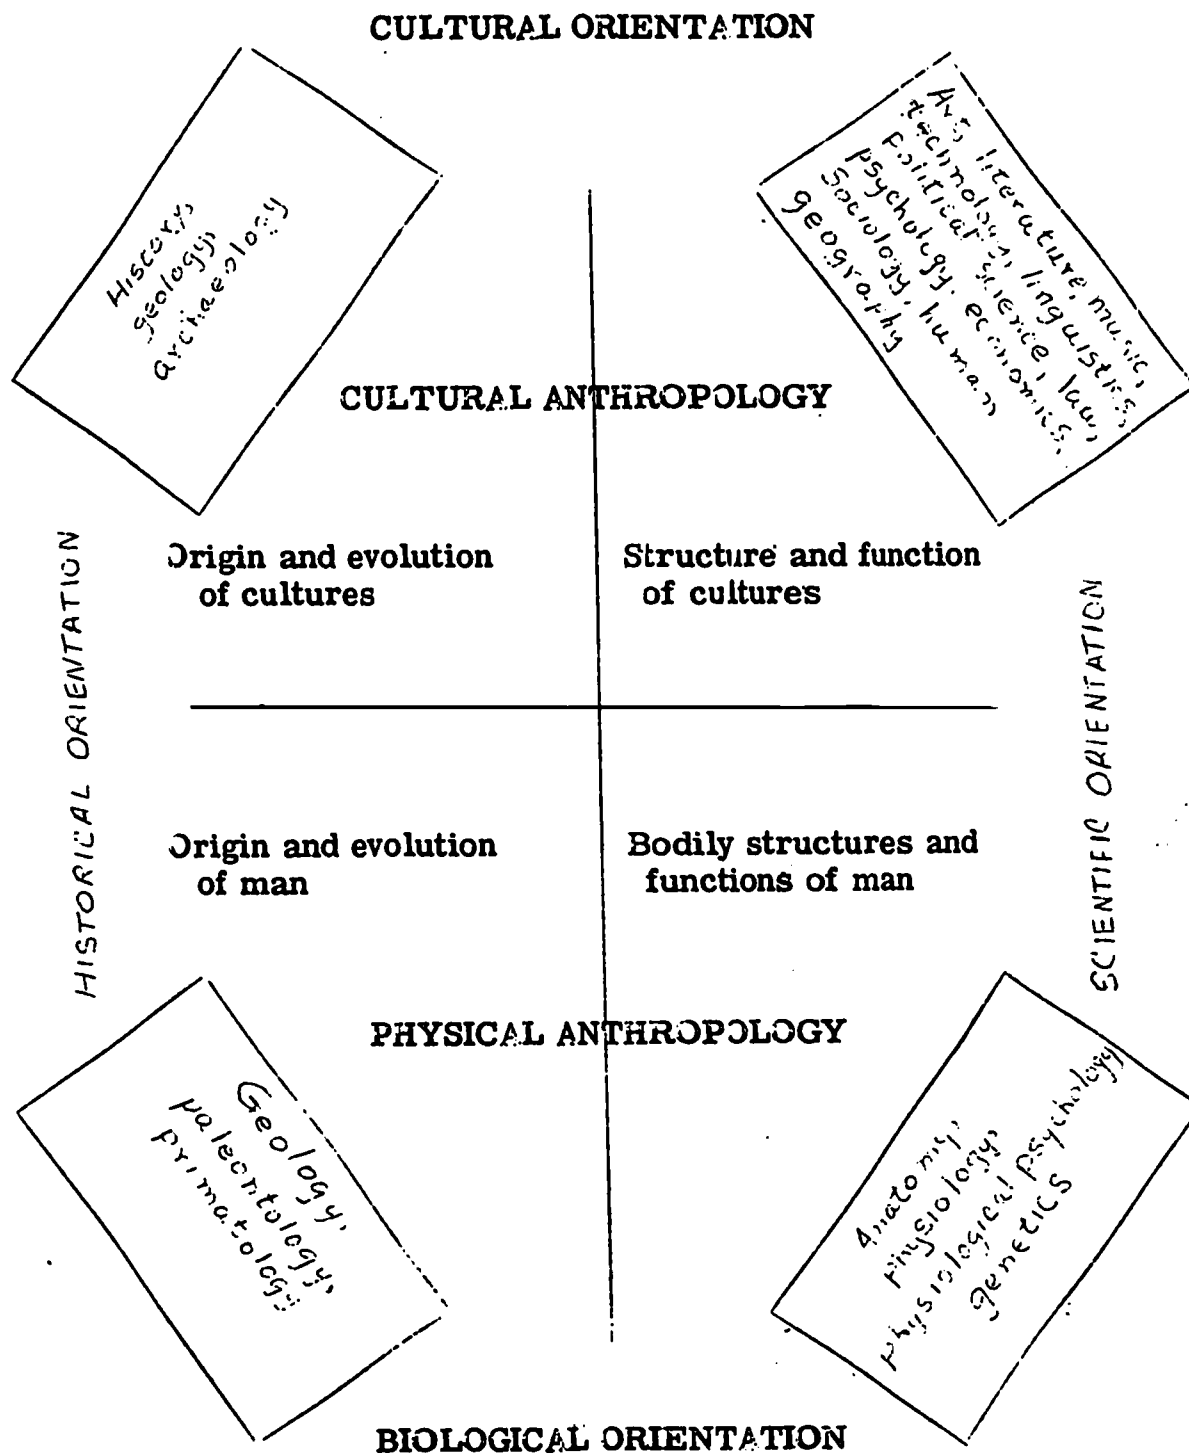 CULTURAL ORIENTATION
History,
geology,
archaeology
Art, literature, music,
technology, linguistics,
political science, law,
psychology, economics,
Sociology, human
geography
CULTURAL ANTHROPOLOGY
Origin and evolution
of cultures
Structure and function
of cultures
HISTORICAL ORIENTATION
SCIENTIFIC ORIENTATION
Origin and evolution
of man
Bodily structures and
functions of man
PHYSICAL ANTHROPOLOGY
Geology,
paleontology,
primatology
Anatomy,
Physiology,
physiological psychology
genetics
BIOLOGICAL ORIENTATION